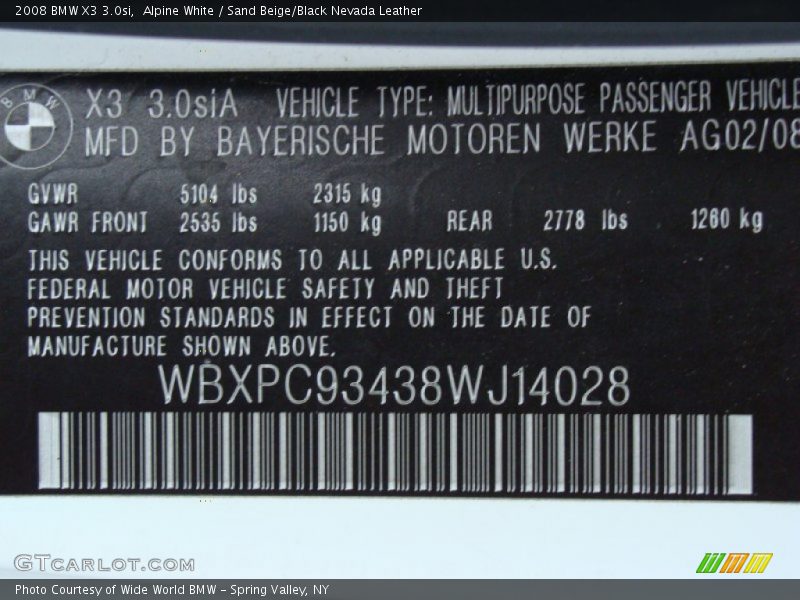 2008 BMW X3 3.0si, Alpine White / Sand Beige/Black Nevada Leather
BMW
X3 3.0siA VEHICLE TYPE: MULTIPURPOSE PASSENGER VEHICLE
MFD BY BAYERISCHE MOTOREN WERKE AG 02/08
GVWR 5104 lbs 2315 kg
GAWR FRONT 2535 lbs 1150 kg REAR 2778 lbs 1260 kg
THIS VEHICLE CONFORMS TO ALL APPLICABLE U.S.
FEDERAL MOTOR VEHICLE SAFETY AND THEFT
PREVENTION STANDARDS IN EFFECT ON THE DATE OF
MANUFACTURE SHOWN ABOVE.
WBXPC93438WJ14028
GTCARLOT.COM
Photo Courtesy of Wide World BMW - Spring Valley, NY